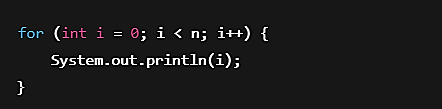 for (int i = 0; i < n; i++) {
    System.out.println(i);
}